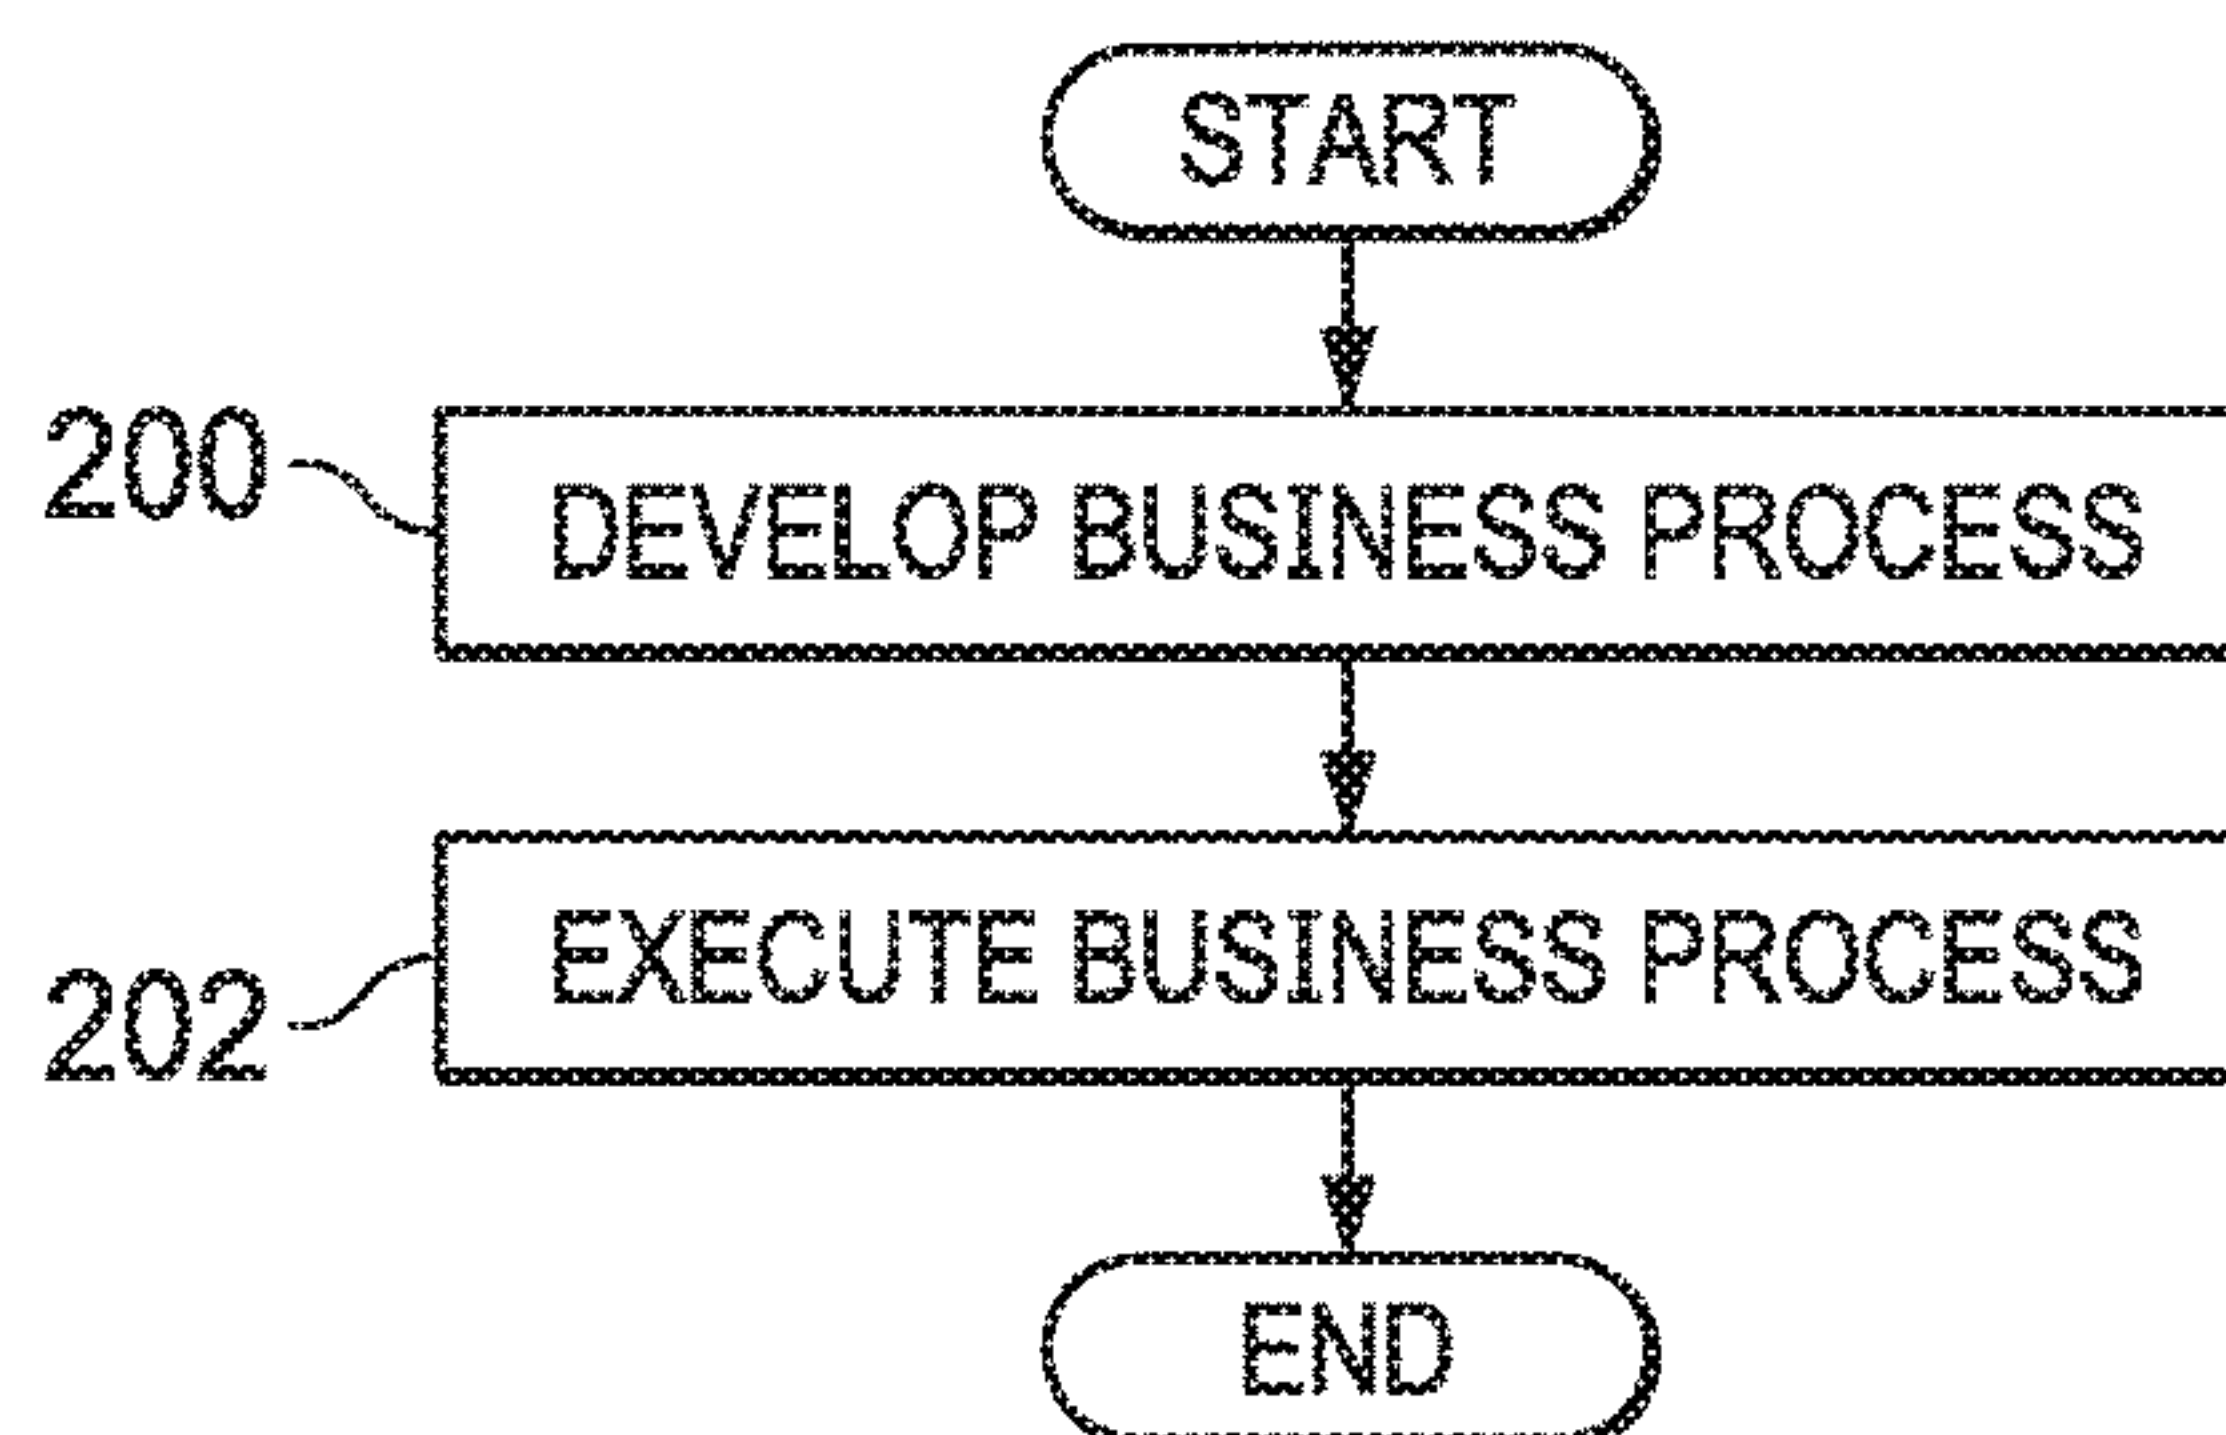 START
200
DEVELOP BUSINESS PROCESS
EXECUTE BUSINESS PROCESS
202
END